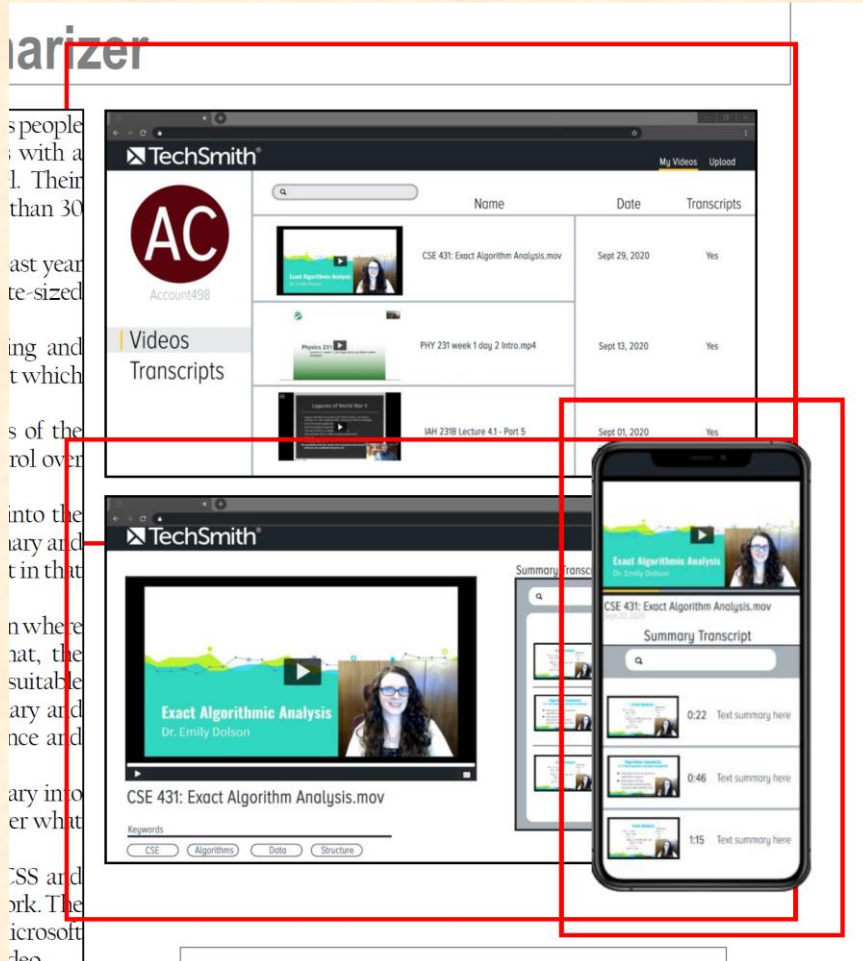 arizer
s people
s with a
l. Their
than 30
ast year
te-sized
ing and
t which
s of the
rol over
into the
ary and
t in that
n where
hat, the
suitable
ary and
nce and
ary into
er what
CSS and
ork. The
icrosoft
deo
TechSmith®
My Videos Upload
AC
Account498
Videos
Transcripts
Name Date Transcripts
Exact Algorithmic Analysis
Dr. Emily Dolson
CSE 431: Exact Algorithm Analysis.mov Sept 29, 2020 Yes
Physics 231
PHY 231 week 1 day 2 Intro.mp4 Sept 13, 2020 Yes
Legacies of World War I
IAH 231B Lecture 4.1 - Part 5 Sept 01, 2020 Yes
TechSmith®
Exact Algorithmic Analysis
Dr. Emily Dolson
CSE 431: Exact Algorithm Analysis.mov
Keywords
CSE Algorithms Data Structure
Summary Transc
Exact Algorithmic Analysis
Dr. Emily Dolson
CSE 431: Exact Algorithm Analysis.mov
Summary Transcript
0:22 Text summary here
0:46 Text summary here
1:15 Text summary here